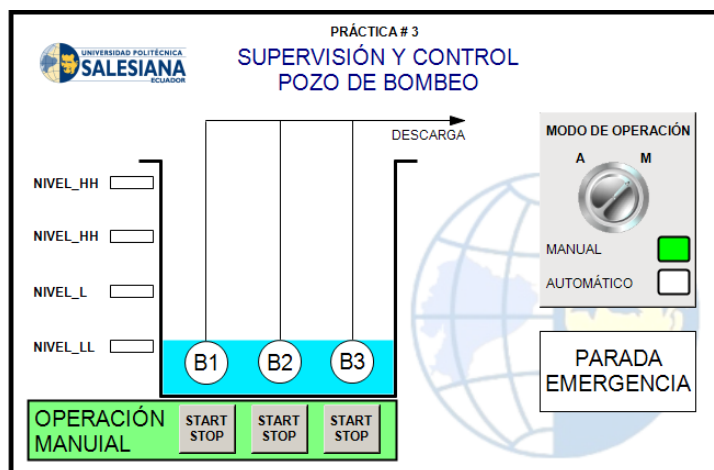 PRÁCTICA # 3
UNIVERSIDAD POLITÉCNICA
SALESIANA
ECUADOR
SUPERVISIÓN Y CONTROL
POZO DE BOMBEO
DESCARGA
MODO DE OPERACIÓN
A M
NIVEL_HH
NIVEL_HH
MANUAL
NIVEL_L
AUTOMÁTICO
NIVEL_LL
B1 B2 B3
PARADA
EMERGENCIA
OPERACIÓN
MANUIAL
START
STOP
START
STOP
START
STOP